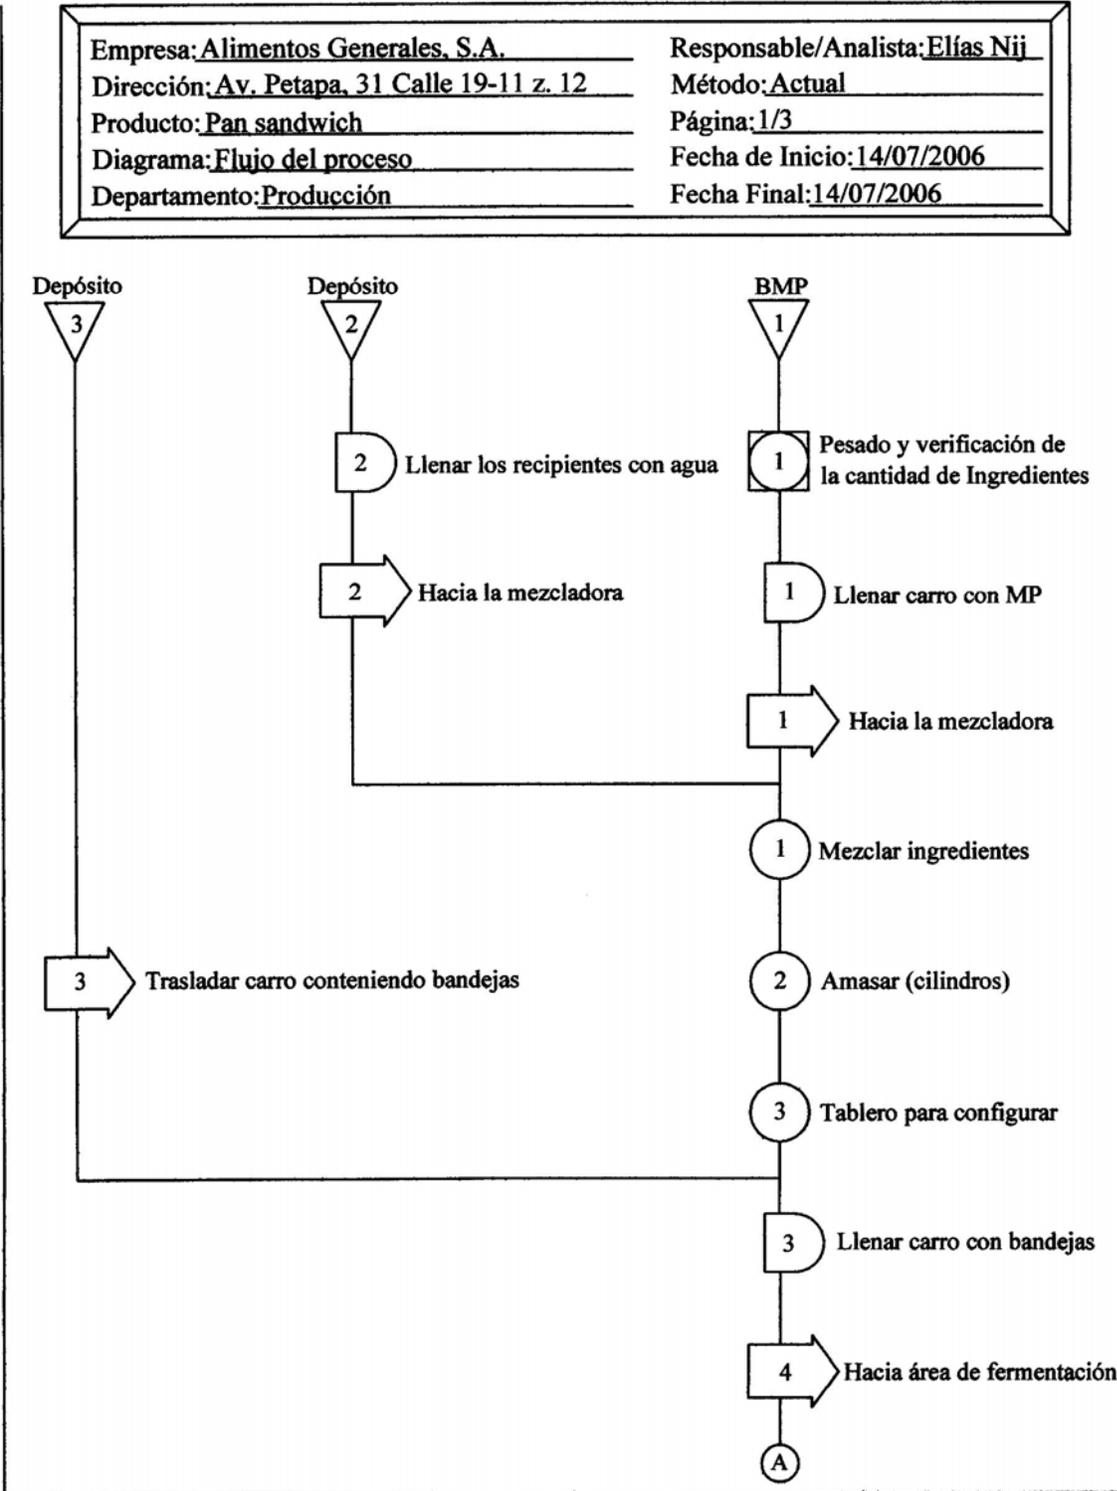 Empresa: Alimentos Generales, S.A.
Responsable/Analista: Elías Nij
Dirección: Av. Petapa, 31 Calle 19-11 z. 12
Método: Actual
Producto: Pan sandwich
Página: 1/3
Diagrama: Flujo del proceso
Fecha de Inicio: 14/07/2006
Departamento: Producción
Fecha Final: 14/07/2006
Depósito
Depósito
BMP
3
2
1
2
Llenar los recipientes con agua
1
Pesado y verificación de
la cantidad de Ingredientes
2
Hacia la mezcladora
1
Llenar carro con MP
1
Hacia la mezcladora
1
Mezclar ingredientes
3
Trasladar carro conteniendo bandejas
2
Amasar (cilindros)
3
Tablero para configurar
3
Llenar carro con bandejas
4
Hacia área de fermentación
A